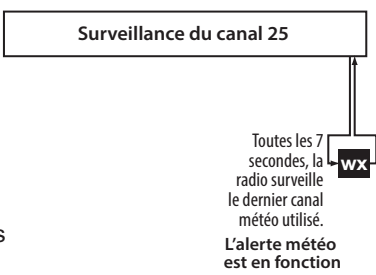 Surveillance du canal 25
Toutes les 7
secondes, la
radio surveille
le dernier canal
météo utilisé.
wx
L'alerte météo
est en fonction
s